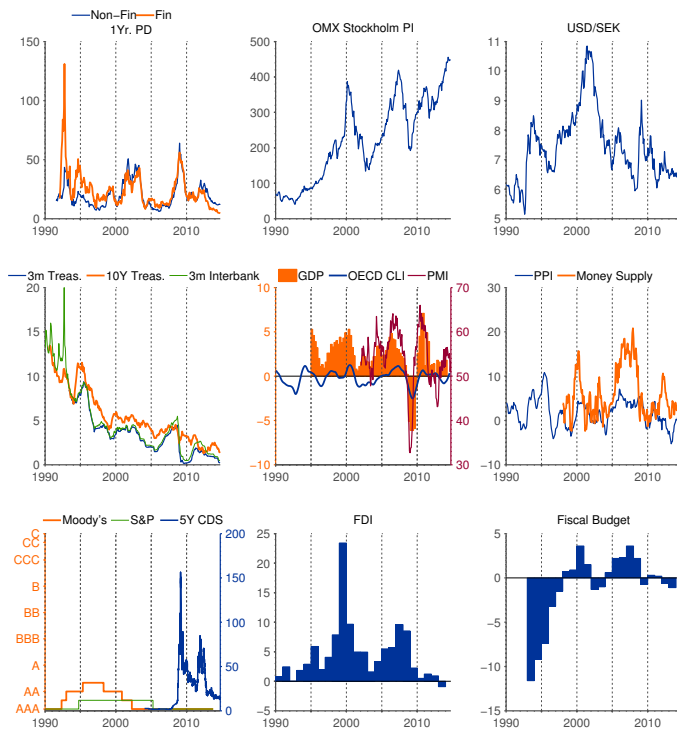 Non−Fin Fin
1Yr. PD
150
100
50
0
1990 2000 2010
OMX Stockholm PI
500
400
300
200
100
0
1990 2000 2010
USD/SEK
11
10
9
8
7
6
5
1990 2000 2010
3m Treas. 10Y Treas. 3m Interbank
20
15
10
5
0
1990 2000 2010
GDP OECD CLI PMI
10
5
0
−5
−10
70
60
50
40
30
1990 2000 2010
PPI Money Supply
30
20
10
0
−10
1990 2000 2010
Moody's S&P 5Y CDS
C
CC
CCC
B
BB
BBB
A
AA
AAA
200
150
100
50
0
1990 2000 2010
FDI
25
20
15
10
5
0
−5
1990 2000 2010
Fiscal Budget
5
0
−5
−10
−15
1990 2000 2010